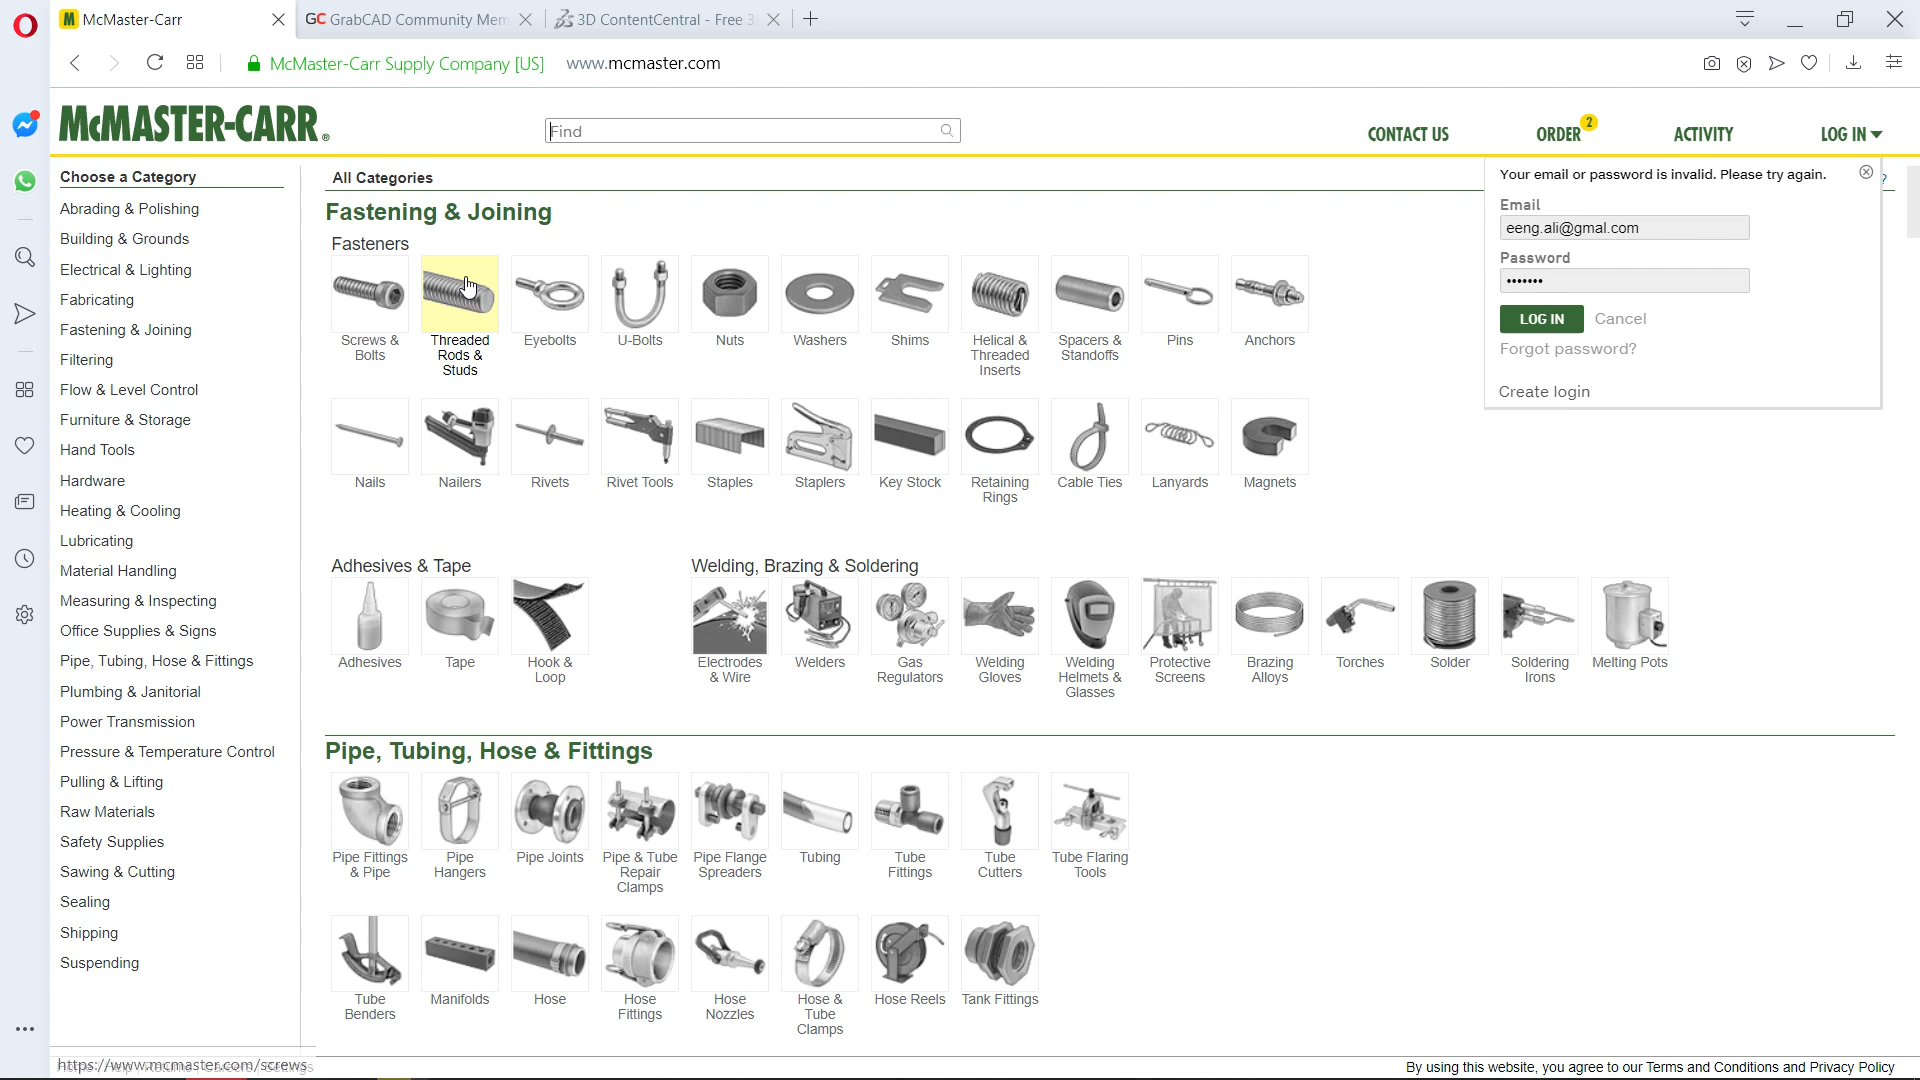 McMaster-Carr
GrabCAD Community Mem
3D ContentCentral - Free 3
McMaster-Carr Supply Company [US] www.mcmaster.com
McMASTER-CARR®
Find
CONTACT US
ORDER
2
ACTIVITY
LOG IN
Choose a Category
Abrading & Polishing
Building & Grounds
Electrical & Lighting
Fabricating
Fastening & Joining
Filtering
Flow & Level Control
Furniture & Storage
Hand Tools
Hardware
Heating & Cooling
Lubricating
Material Handling
Measuring & Inspecting
Office Supplies & Signs
Pipe, Tubing, Hose & Fittings
Plumbing & Janitorial
Power Transmission
Pressure & Temperature Control
Pulling & Lifting
Raw Materials
Safety Supplies
Sawing & Cutting
Sealing
Shipping
Suspending
All Categories
Fastening & Joining
Fasteners
Screws & Bolts
Threaded Rods & Studs
Eyebolts
U-Bolts
Nuts
Washers
Shims
Helical & Threaded Inserts
Spacers & Standoffs
Pins
Anchors
Nails
Nailers
Rivets
Rivet Tools
Staples
Staplers
Key Stock
Retaining Rings
Cable Ties
Lanyards
Magnets
Adhesives & Tape
Adhesives
Tape
Hook & Loop
Welding, Brazing & Soldering
Electrodes & Wire
Welders
Gas Regulators
Welding Gloves
Welding Helmets & Glasses
Protective Screens
Brazing Alloys
Torches
Solder
Soldering Irons
Melting Pots
Pipe, Tubing, Hose & Fittings
Pipe Fittings & Pipe
Pipe Hangers
Pipe Joints
Pipe & Tube Repair Clamps
Pipe Flange Spreaders
Tubing
Tube Fittings
Tube Cutters
Tube Flaring Tools
Tube Benders
Manifolds
Hose
Hose Fittings
Hose Nozzles
Hose & Tube Clamps
Hose Reels
Tank Fittings
Your email or password is invalid. Please try again.
?
Email
eeng.ali@gmal.com
Password
•••••••
LOG IN
Cancel
Forgot password?
Create login
https://www.mcmaster.com/screws
By using this website, you agree to our Terms and Conditions and Privacy Policy